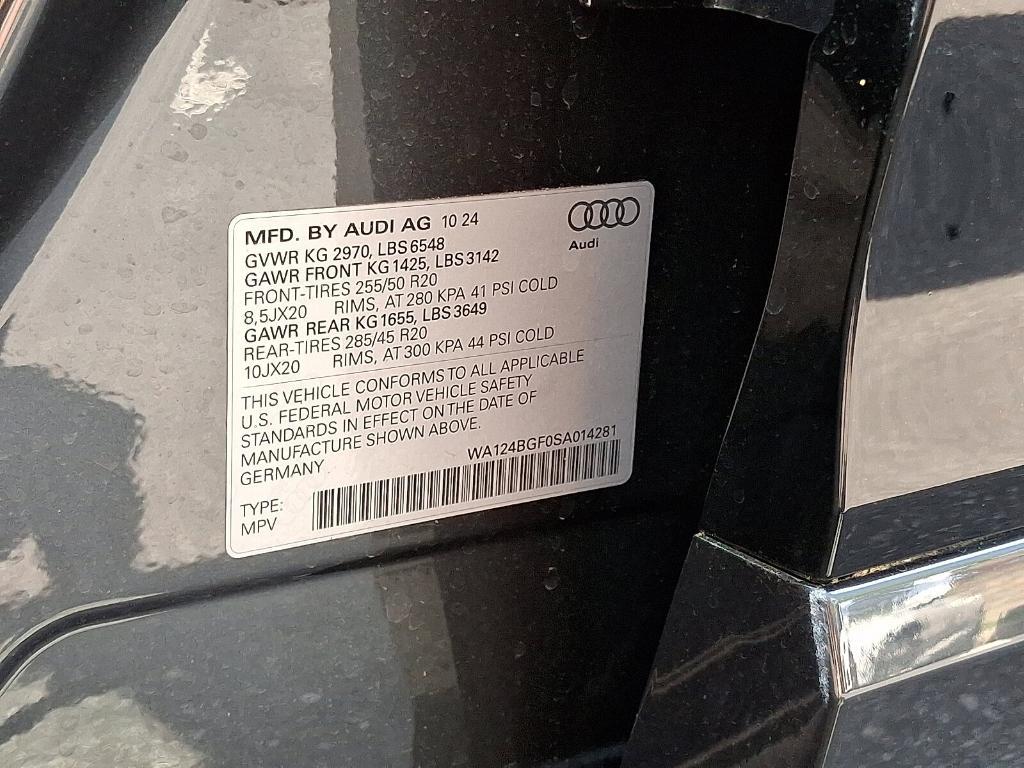 MFD. BY AUDI AG 10 24
Audi
GVWR KG 2970, LBS 6548
GAWR FRONT KG 1425, LBS 3142
FRONT-TIRES 255/50 R20
8,5JX20 RIMS, AT 280 KPA 41 PSI COLD
GAWR REAR KG 1655, LBS 3649
REAR-TIRES 285/45 R20
10JX20 RIMS, AT 300 KPA 44 PSI COLD
THIS VEHICLE CONFORMS TO ALL APPLICABLE
U.S. FEDERAL MOTOR VEHICLE SAFETY
STANDARDS IN EFFECT ON THE DATE OF
MANUFACTURE SHOWN ABOVE.
GERMANY
WA124BGF0SA014281
TYPE:
MPV